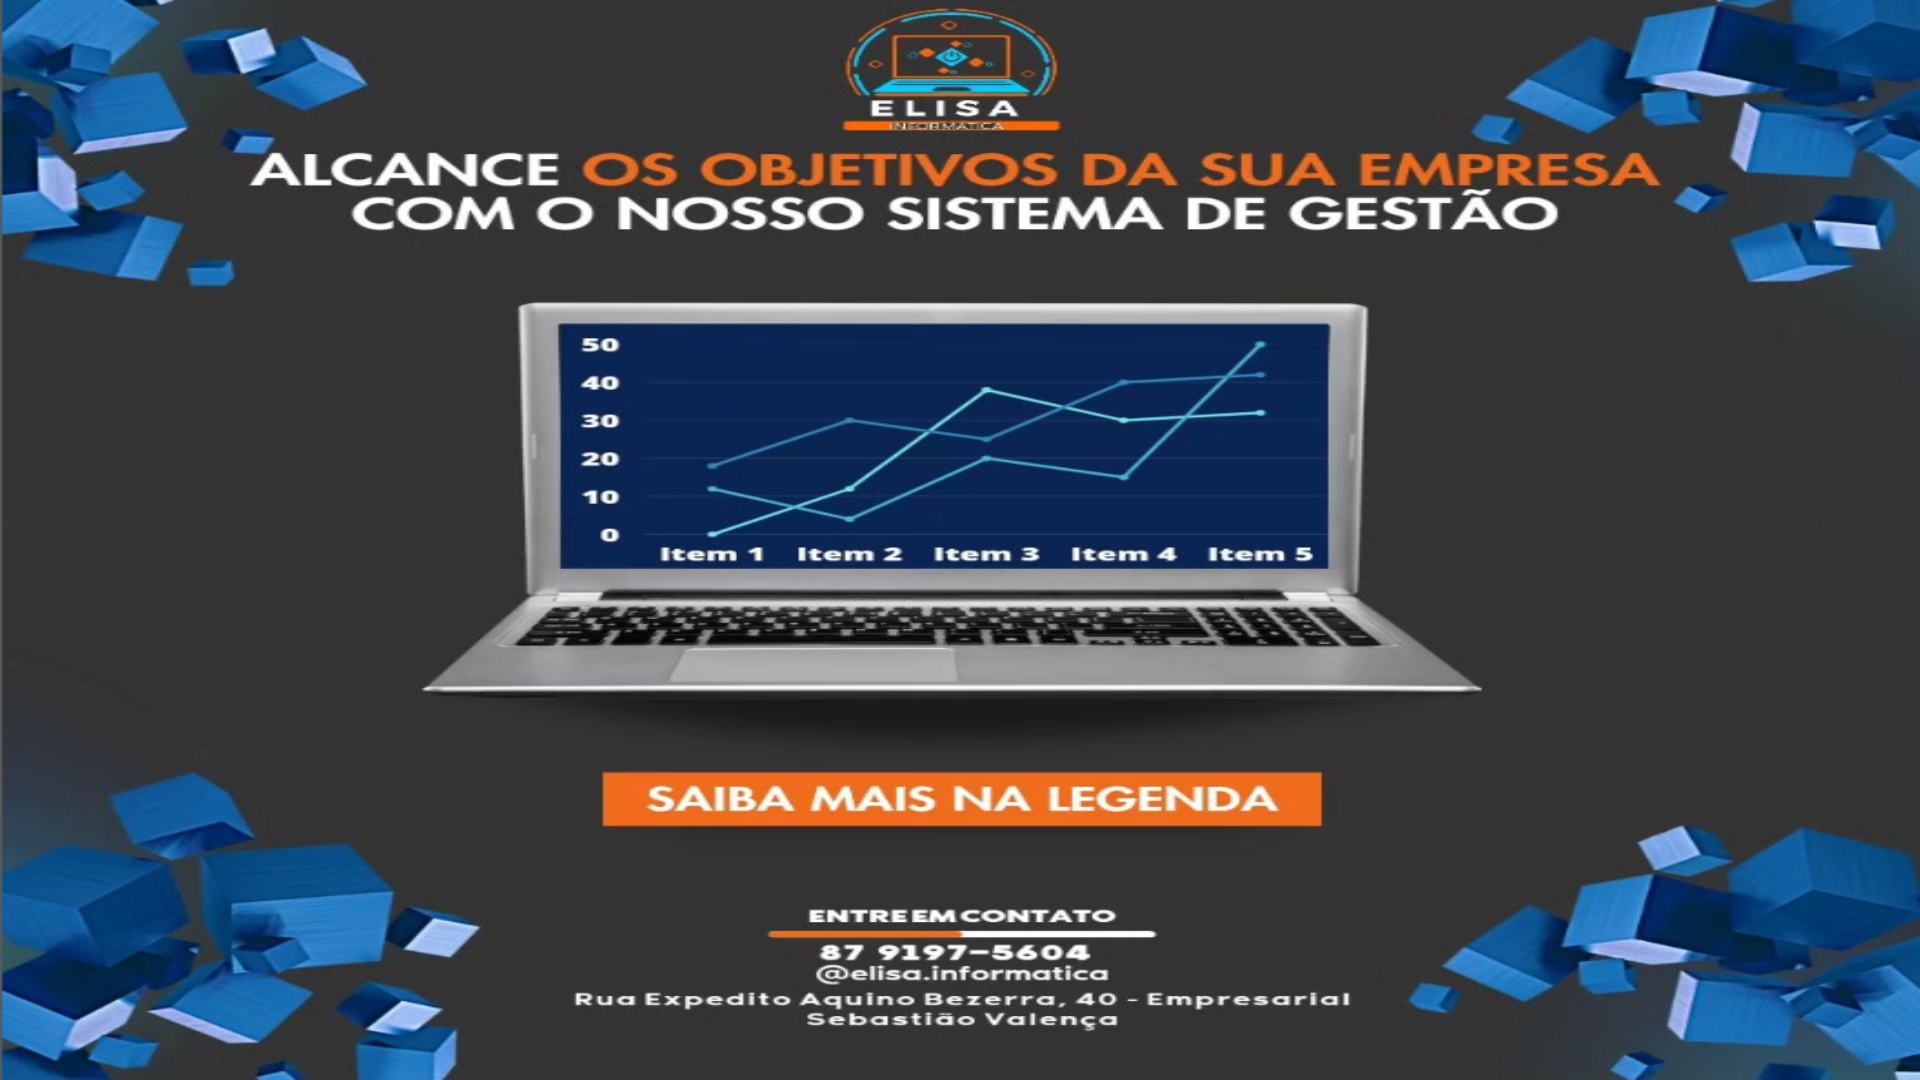 ELISA
INFORMATICA
ALCANCE OS OBJETIVOS DA SUA EMPRESA
COM O NOSSO SISTEMA DE GESTÃO
50
40
30
20
10
0
Item 1 Item 2 Item 3 Item 4 Item 5
SAIBA MAIS NA LEGENDA
ENTRE EM CONTATO
87 9197-5604
@elisa.informatica
Rua Expedito Aquino Bezerra, 40 - Empresarial
Sebastião Valença